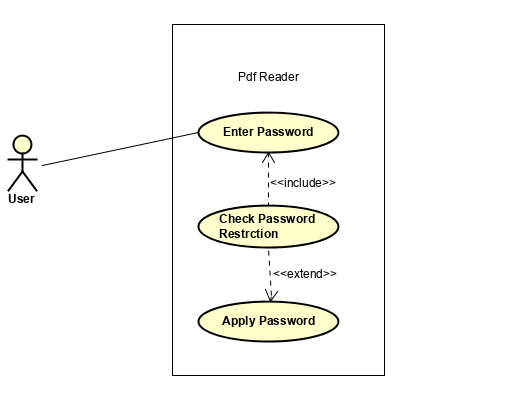 Pdf Reader
Enter Password
<<include>>
User
Check Password
Restrction
<<extend>>
Apply Password